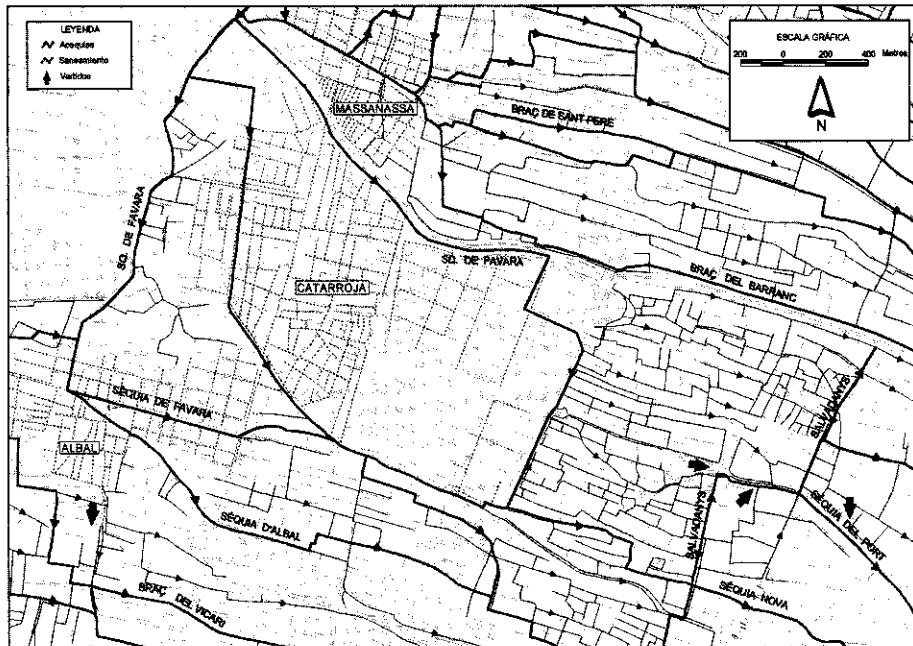 LEYENDA
Acequias
Saneamiento
Vertidos
ESCALA GRÁFICA
200 0 200 400 Metros
N
MASSANASSA
BRAÇ DE SANT PERE
SQ. DE FAVARA
SQ. DE FAVARA
CATARROJA
BRAÇ DEL BARRANC
SÉQUIA DE FAVARA
ALBAL
SALVADANYS
SALVADANYS
SÉQUIA DEL PORT
SÉQUIA D'ALBAL
SÉQUIA NOVA
BRAÇ DEL VICARI